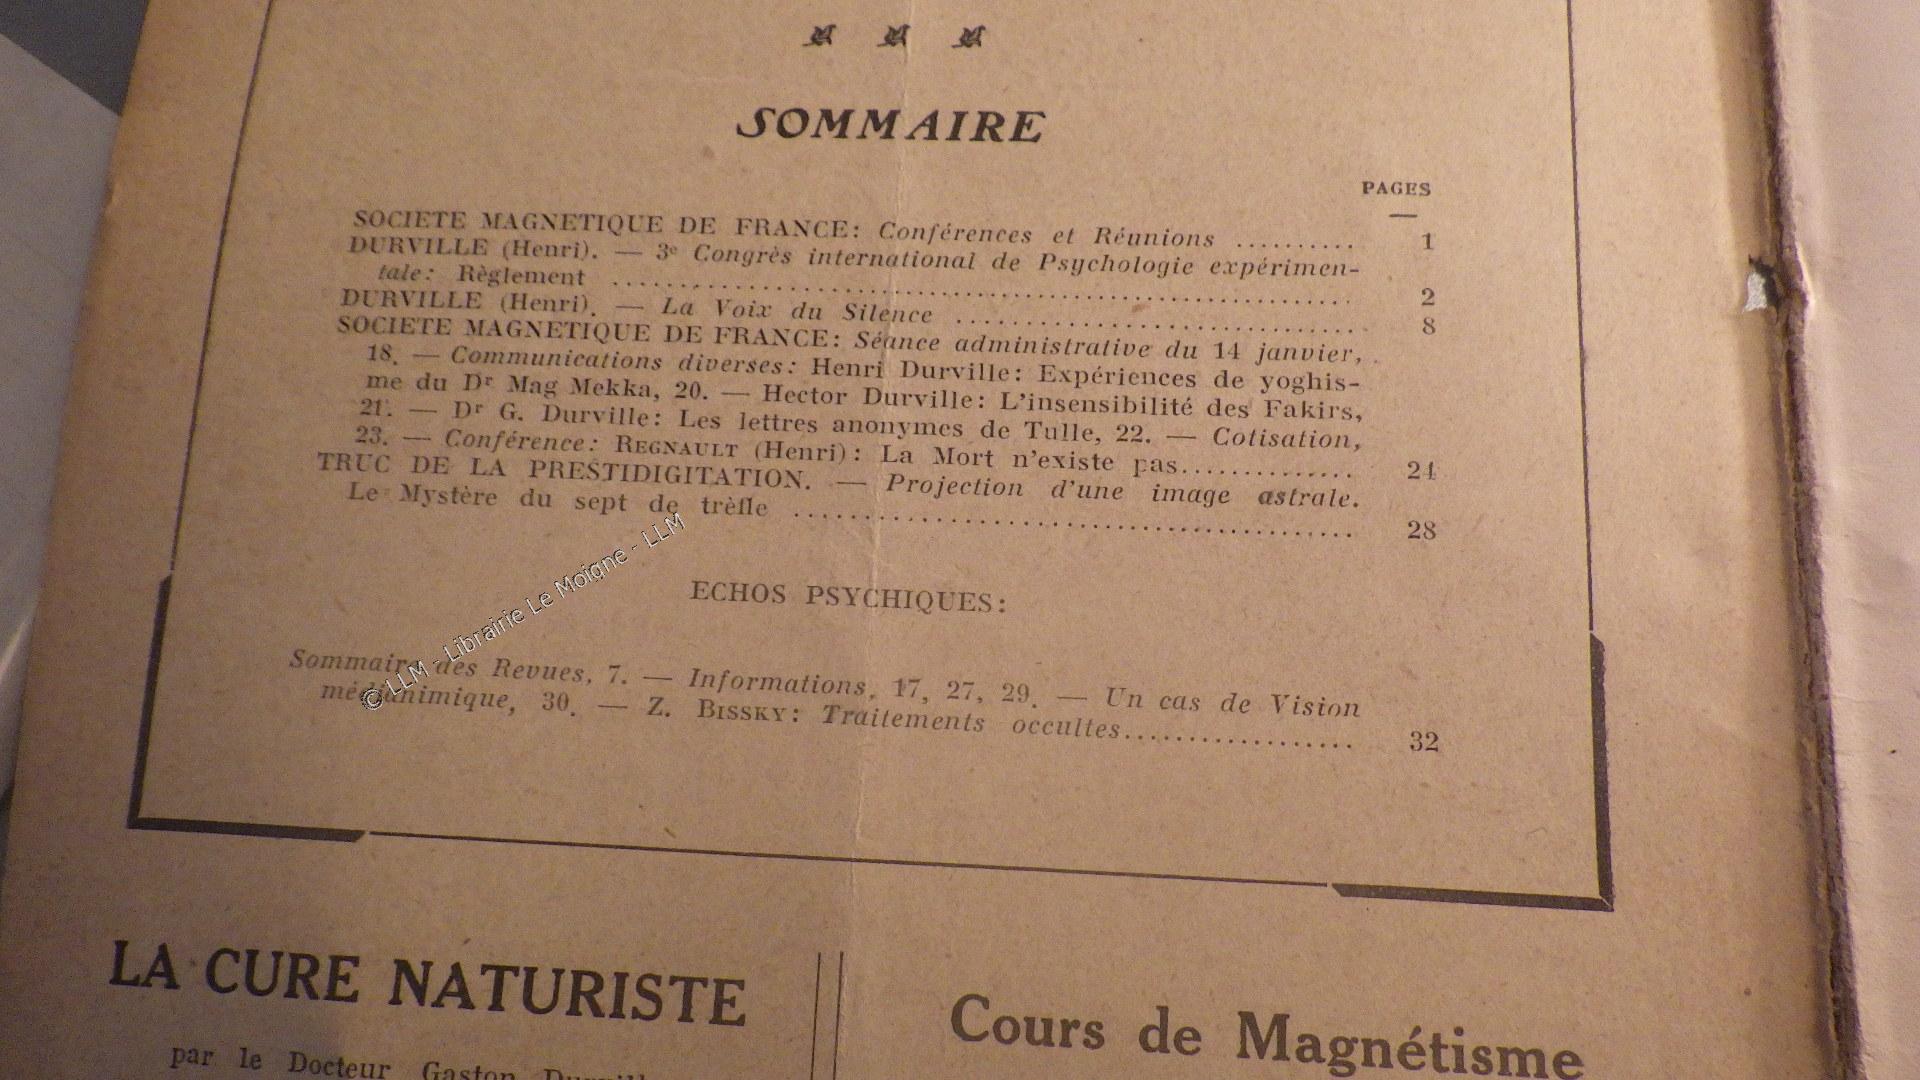 SOMMAIRE
PAGES
SOCIETE MAGNETIQUE DE FRANCE: Conférences et Réunions .......... 1
DURVILLE (Henri). — 3e Congrès international de Psychologie expérimen-
tale: Règlement .......... 2
DURVILLE (Henri). — La Voix du Silence .......... 8
SOCIETE MAGNETIQUE DE FRANCE: Séance administrative du 14 janvier,
18. — Communications diverses: Henri Durville: Expériences de yoghis-
me du Dr Mag Mekka, 20. — Hector Durville: L'insensibilité des Fakirs,
21. — Dr G. Durville: Les lettres anonymes de Tulle, 22. — Cotisation,
23. — Conférence: REGNAULT (Henri): La Mort n'existe pas.............. 24
TRUC DE LA PRESTIDIGITATION. — Projection d'une image astrale.
Le Mystère du sept de trèfle .......... 28
ECHOS PSYCHIQUES:
Sommaire des Revues, 7. — Informations, 17, 27, 29. — Un cas de Vision
médianimique, 30. — Z. BISSKY: Traitements occultes.................. 32
© LLM - Librairie Le Moigne - LLM
LA CURE NATURISTE
par le Docteur Gaston
Cours de Magnétisme